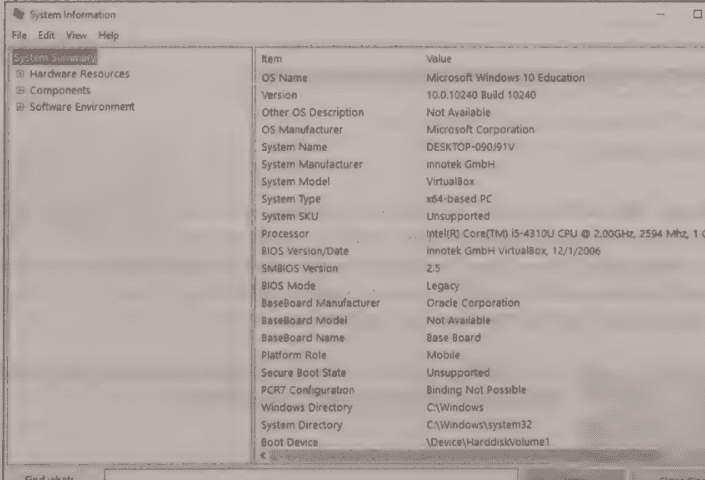 System Information
File Edit View Help
System Summary
Hardware Resources
Components
Software Environment
Item Value
OS Name Microsoft Windows 10 Education
Version 10.0.10240 Build 10240
Other OS Description Not Available
OS Manufacturer Microsoft Corporation
System Name DESKTOP-090J91V
System Manufacturer innotek GmbH
System Model VirtualBox
System Type x64-based PC
System SKU Unsupported
Processor Intel(R) Core(TM) i5-4310U CPU @ 2.00GHz, 2594 Mhz, 1
BIOS Version/Date innotek GmbH VirtualBox, 12/1/2006
SMBIOS Version 2.5
BIOS Mode Legacy
BaseBoard Manufacturer Oracle Corporation
BaseBoard Model Not Available
BaseBoard Name Base Board
Platform Role Mobile
Secure Boot State Unsupported
PCR7 Configuration Binding Not Possible
Windows Directory C:\Windows
System Directory C:\Windows\system32
Boot Device \Device\HarddiskVolume1